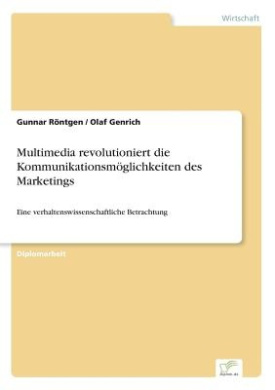 Wirtschaft
Gunnar Röntgen / Olaf Genrich
Multimedia revolutioniert die
Kommunikationsmöglichkeiten des
Marketings
Eine verhaltenswissenschaftliche Betrachtung
Diplomarbeit